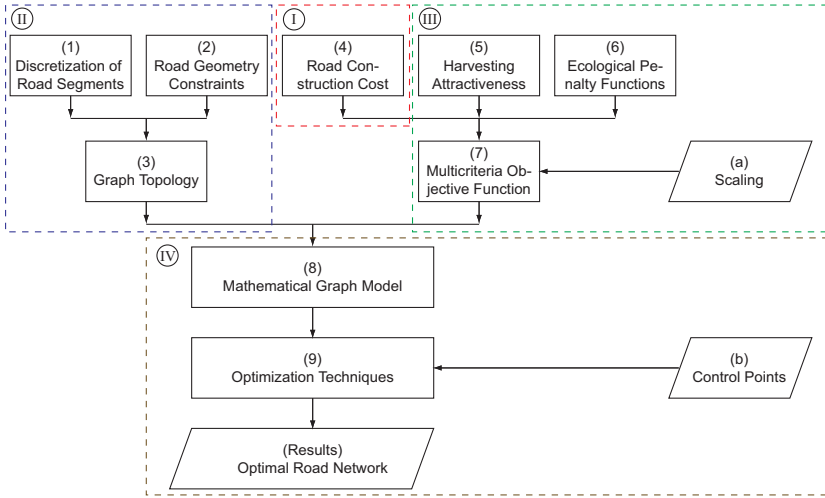 II
I
III
(1)
Discretization of
Road Segments
(2)
Road Geometry
Constraints
(4)
Road Con-
struction Cost
(5)
Harvesting
Attractiveness
(6)
Ecological Pe-
nalty Functions
(3)
Graph Topology
(7)
Multicriteria Ob-
jective Function
(a)
Scaling
IV
(8)
Mathematical Graph Model
(9)
Optimization Techniques
(b)
Control Points
(Results)
Optimal Road Network